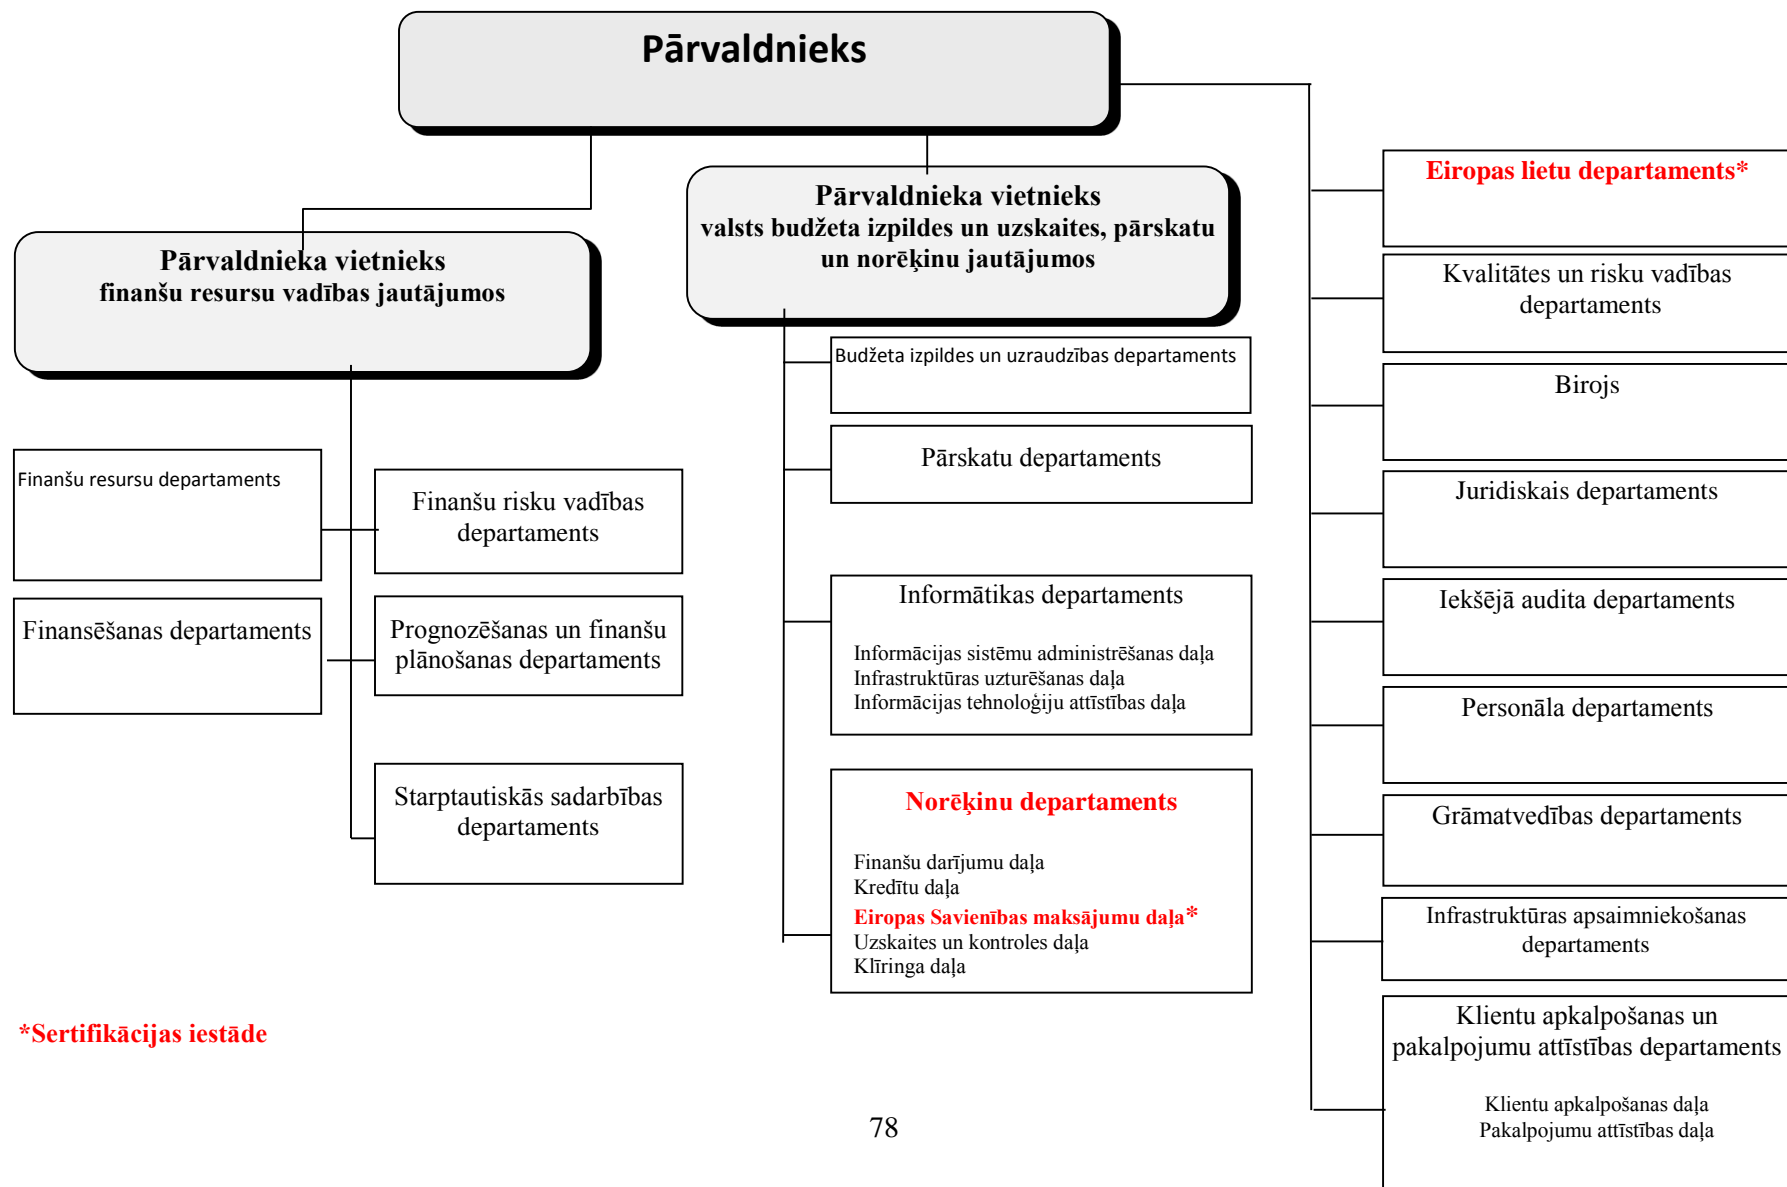 Pārvaldnieks
Pārvaldnieka vietnieks
finanšu resursu vadības jautājumos
Finanšu resursu departaments
Finanšu risku vadības
departaments
Finansēšanas departaments
Prognozēšanas un finanšu
plānošanas departaments
Starptautiskās sadarbības
departaments
Pārvaldnieka vietnieks
valsts budžeta izpildes un uzskaites, pārskatu
un norēķinu jautājumos
Budžeta izpildes un uzraudzības departaments
Pārskatu departaments
Informātikas departaments
Informācijas sistēmu administrēšanas daļa
Infrastruktūras uzturēšanas daļa
Informācijas tehnoloģiju attīstības daļa
Norēķinu departaments
Finanšu darījumu daļa
Kredītu daļa
Eiropas Savienības maksājumu daļa*
Uzskaites un kontroles daļa
Klīringa daļa
Eiropas lietu departaments*
Kvalitātes un risku vadības
departaments
Birojs
Juridiskais departaments
Iekšējā audita departaments
Personāla departaments
Grāmatvedības departaments
Infrastruktūras apsaimniekošanas
departaments
Klientu apkalpošanas un
pakalpojumu attīstības departaments
Klientu apkalpošanas daļa
Pakalpojumu attīstības daļa
*Sertifikācijas iestāde
78